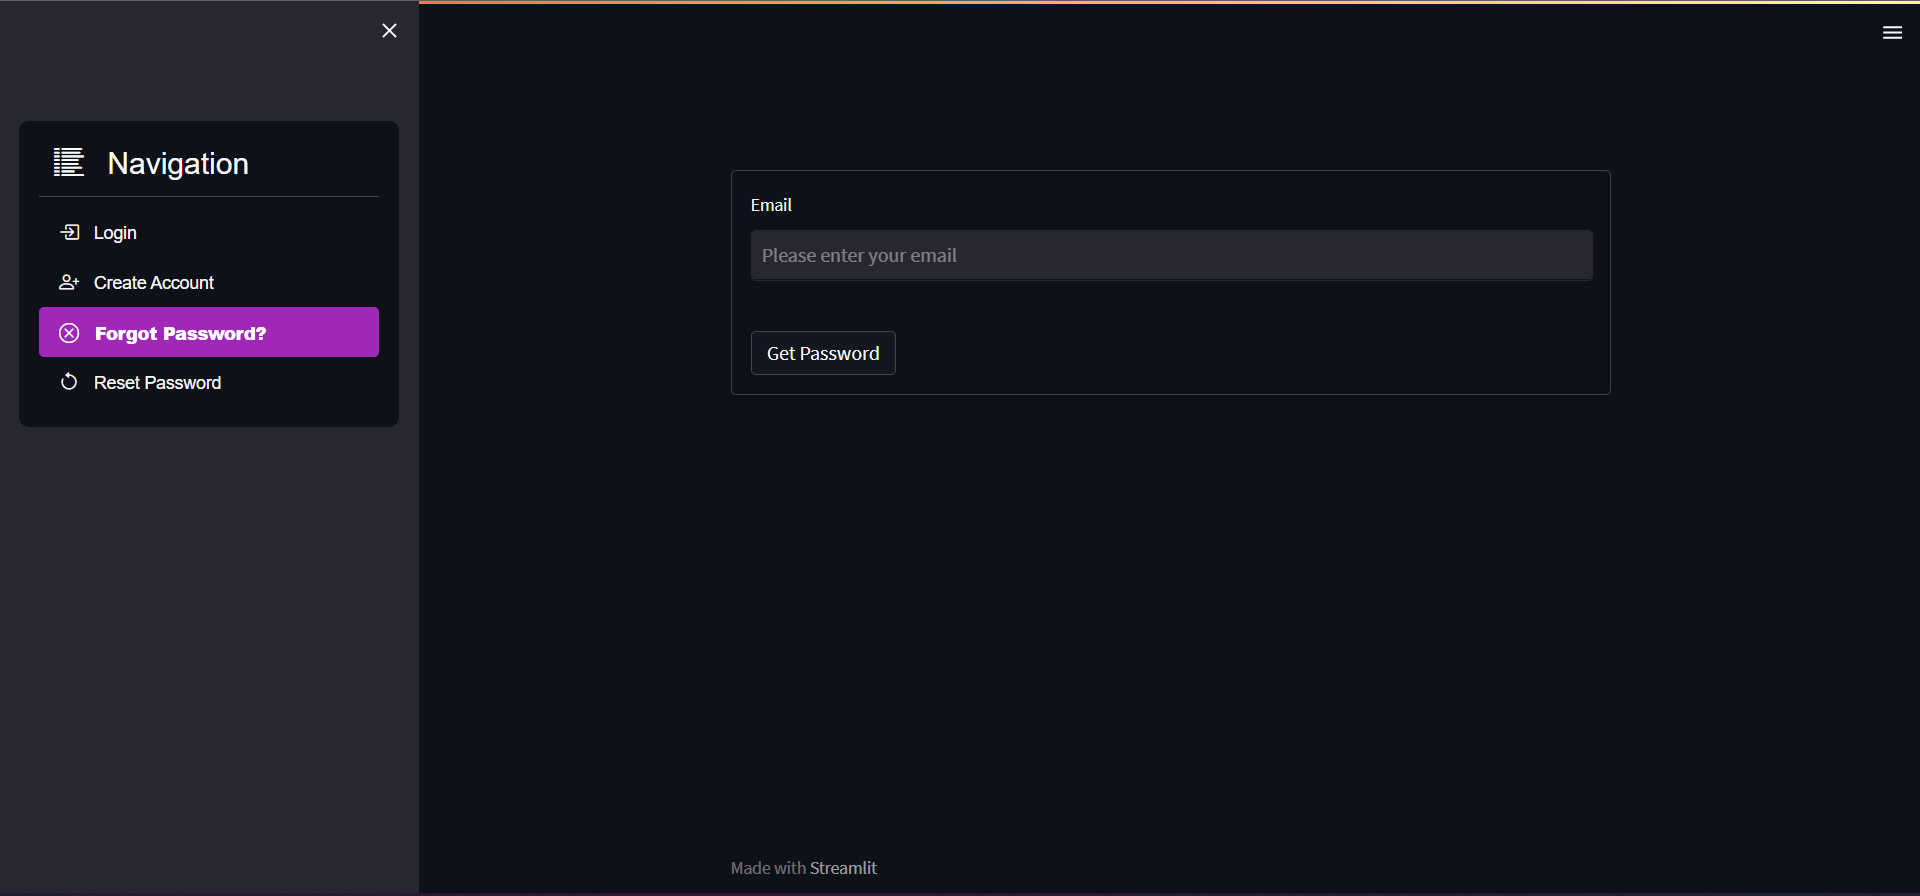 Navigation
Login
Create Account
Forgot Password?
Reset Password
Email
Please enter your email
Get Password
Made with Streamlit